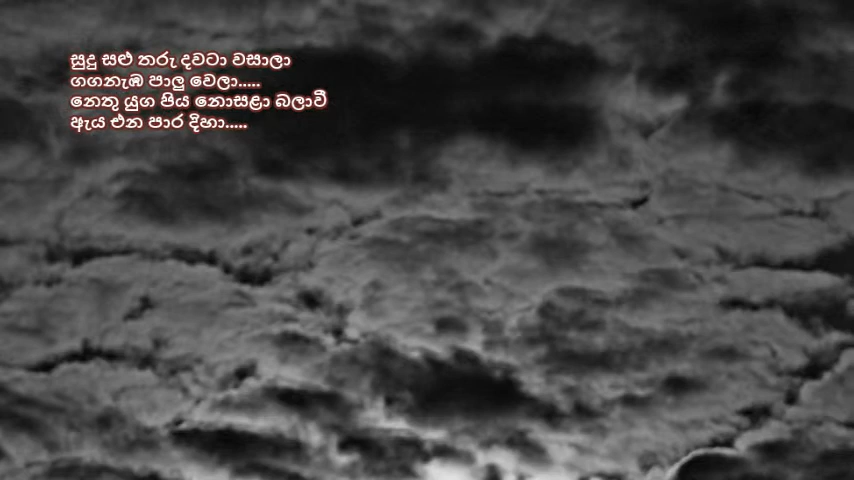 සුදු සළු තරු දවටා වසාලා
ගගනැඹ පාලු වෙලා.....
නෙතු යුග පිය නොසළා බලාවී
ඇය එන පාර දිහා.....